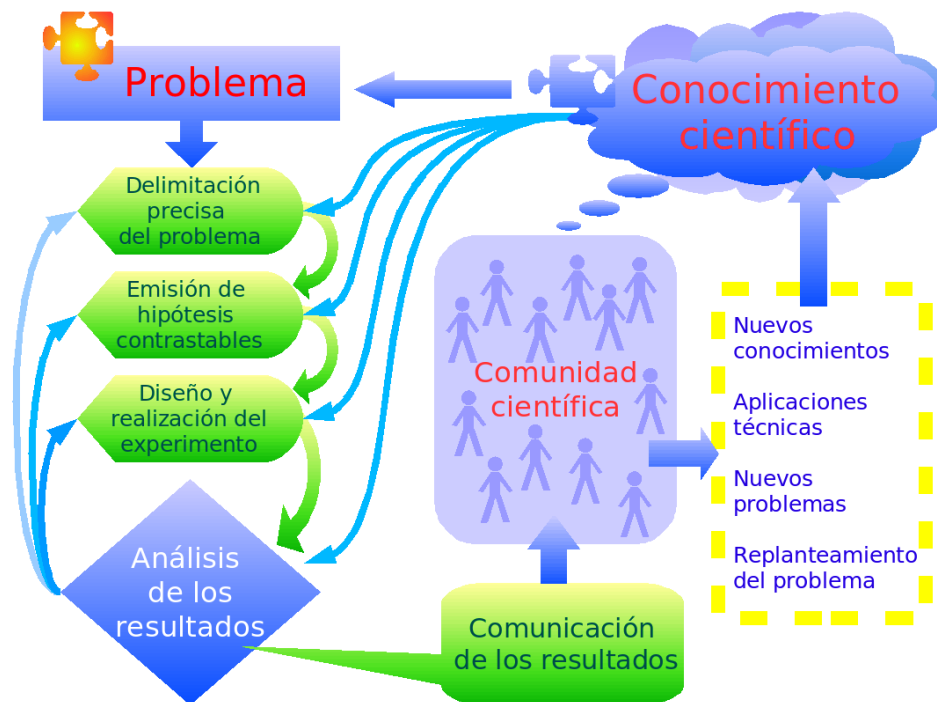 Problema
Conocimiento
científico
Delimitación
precisa
del problema
Emisión de
hipótesis
contrastables
Diseño y
realización del
experimento
Análisis
de los
resultados
Comunidad
científica
Comunicación
de los resultados
Nuevos
conocimientos
Aplicaciones
técnicas
Nuevos
problemas
Replanteamiento
del problema